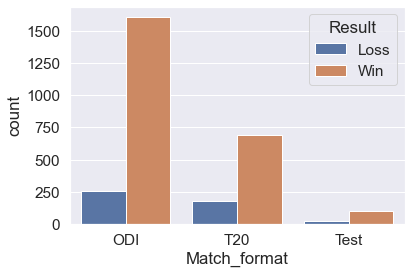 Result
Loss
Win
1500
1250
1000
750
500
250
0
count
ODI T20 Test
Match_format